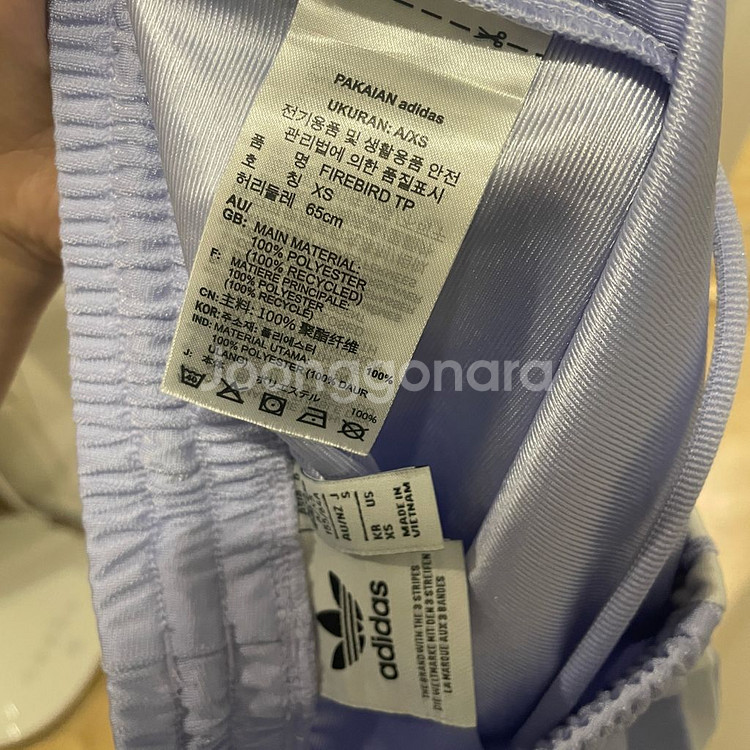 PAKAIAN adidas
UKURAN: A/XS
전기용품 및 생활용품 안전
관리법에 의한 품질표시
품 명 FIREBIRD TP
호 칭 XS
허리둘레 65cm
AU/
GB: MAIN MATERIAL:
100% POLYESTER
(100% RECYCLED)
F: MATIERE PRINCIPALE:
100% POLYESTER
(100% RECYCLE)
CN: 主料: 100% 聚酯纤维
KOR: 주소재: 폴리에스터 100%
IND: MATERIAL UTAMA:
100% POLYESTER (100% DAUR
ULANG)
J: 100%
Joonggonara
J
S
US
AU/NZ
KR
XS
MADE IN
VIETNAM
adidas
THE BRAND WITH THE 3 STRIPES
DIE WELTMARKE MIT DEN 3 STREIFEN
LA MARQUE AUX 3 BANDES